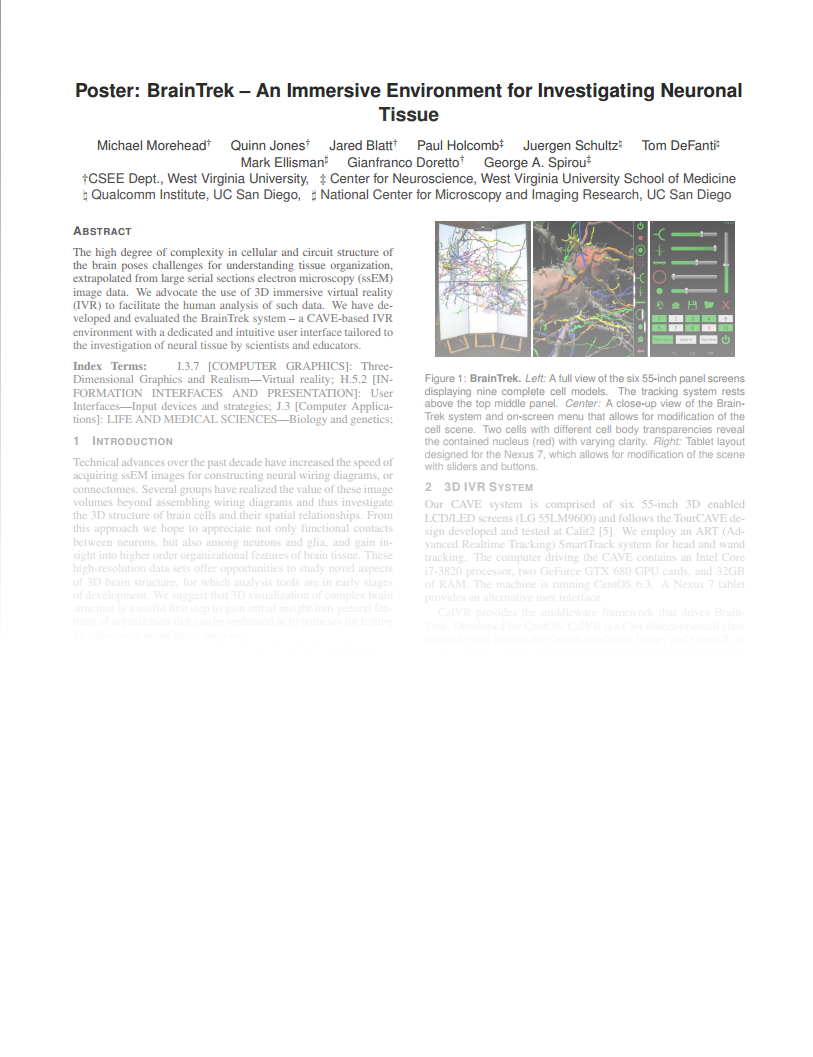 Poster: BrainTrek – An Immersive Environment for Investigating Neuronal
Tissue
Michael Morehead† Quinn Jones† Jared Blatt† Paul Holcomb‡ Juergen Schultz♮ Tom DeFanti♮
Mark Ellisman♯ Gianfranco Doretto† George A. Spirou‡
†CSEE Dept., West Virginia University, ‡ Center for Neuroscience, West Virginia University School of Medicine
♮ Qualcomm Institute, UC San Diego, ♯ National Center for Microscopy and Imaging Research, UC San Diego
ABSTRACT
The high degree of complexity in cellular and circuit structure of
the brain poses challenges for understanding tissue organization,
extrapolated from large serial sections electron microscopy (ssEM)
image data. We advocate the use of 3D immersive virtual reality
(IVR) to facilitate the human analysis of such data. We have de-
veloped and evaluated the BrainTrek system – a CAVE-based IVR
environment with a dedicated and intuitive user interface tailored to
the investigation of neural tissue by scientists and educators.
Index Terms: I.3.7 [COMPUTER GRAPHICS]: Three-
Dimensional Graphics and Realism—Virtual reality; H.5.2 [IN-
FORMATION INTERFACES AND PRESENTATION]: User
Interfaces—Input devices and strategies; J.3 [Computer Applica-
tions]: LIFE AND MEDICAL SCIENCES—Biology and genetics;
1 INTRODUCTION
Technical advances over the past decade have increased the speed of
acquiring ssEM images for constructing neural wiring diagrams, or
connectomes. Several groups have realized the value of these image
volumes beyond assembling wiring diagrams and thus investigate
the 3D structure of brain cells and their spatial relationships. From
this approach we hope to appreciate not only functional contacts
between neurons, but also among neurons and glia, and gain in-
sight into higher order organizational features of brain tissue. These
high-resolution data sets offer opportunities to study novel aspects
of 3D brain structure, for which analysis tools are in early stages
of development. We suggest that 3D visualization of complex brain
structure is a useful first step to gain initial insight into general fea-
tures of organization that can be rephrased as hypotheses for testing
by subsequent quantitative analysis.
Figure 1: BrainTrek. Left: A full view of the six 55-inch panel screens
displaying nine complete cell models. The tracking system rests
above the top middle panel. Center: A close-up view of the Brain-
Trek system and on-screen menu that allows for modification of the
cell scene. Two cells with different cell body transparencies reveal
the contained nucleus (red) with varying clarity. Right: Tablet layout
designed for the Nexus 7, which allows for modification of the scene
with sliders and buttons.
2 3D IVR SYSTEM
Our CAVE system is comprised of six 55-inch 3D enabled
LCD/LED screens (LG 55LM9600) and follows the TourCAVE de-
sign developed and tested at Calit2 [5]. We employ an ART (Ad-
vanced Realtime Tracking) SmartTrack system for head and wand
tracking. The computer driving the CAVE contains an Intel Core
i7-3820 processor, two GeForce GTX 680 GPU cards, and 32GB
of RAM. The machine is running CentOS 6.3. A Nexus 7 tablet
provides an alternative user interface.
CalVR provides the middleware framework that drives Brain-
Trek. Developed for CentOS, CalVR is a C++ object-oriented class